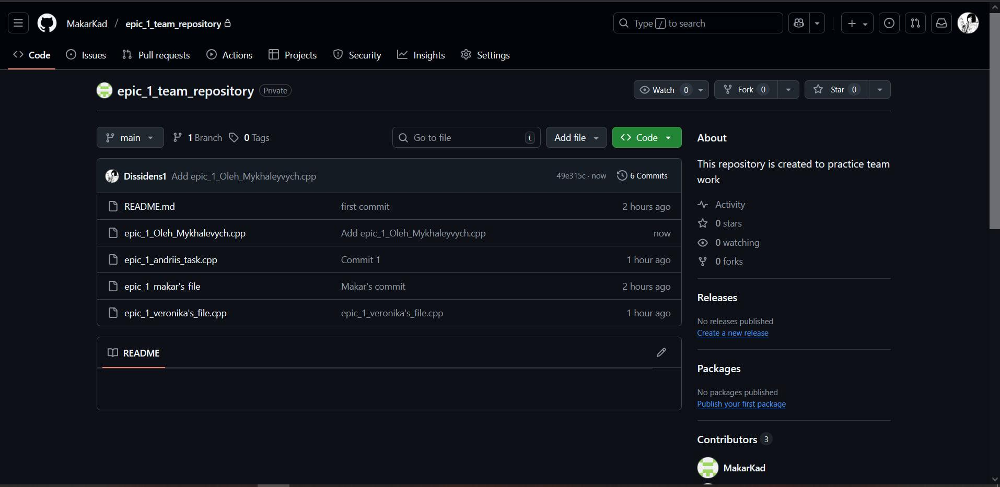 MakarKad / epic_1_team_repository
Type / to search
Code Issues Pull requests Actions Projects Security Insights Settings
epic_1_team_repository Private
Watch 0 Fork 0 Star 0
main 1 Branch 0 Tags
Go to file t
Add file
Code
Dissidens1 Add epic_1_Oleh_Mykhaleyvych.cpp 49e315c · now 6 Commits
README.md first commit 2 hours ago
epic_1_Oleh_Mykhalevych.cpp Add epic_1_Oleh_Mykhaleyvych.cpp now
epic_1_andriis_task.cpp Commit 1 1 hour ago
epic_1_makar's_file Makar's commit 2 hours ago
epic_1_veronika's_file.cpp epic_1_veronika's_file.cpp 1 hour ago
README
About
This repository is created to practice team
work
Activity
0 stars
0 watching
0 forks
Releases
No releases published
Create a new release
Packages
No packages published
Publish your first package
Contributors 3
MakarKad